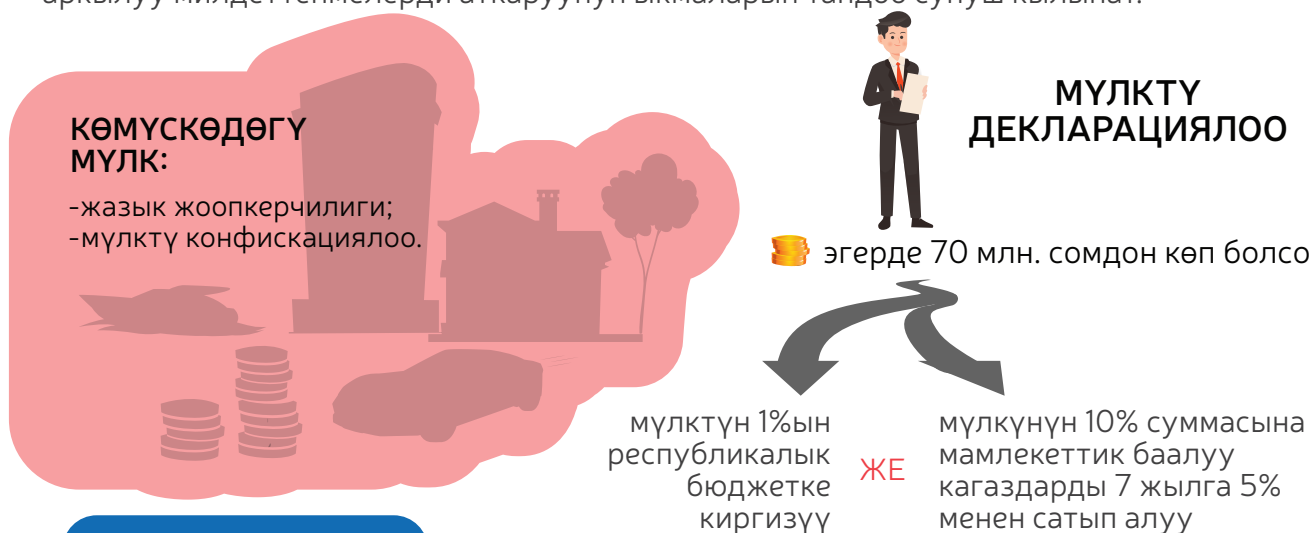 КӨМҮСКӨДӨГҮ
МҮЛК:
-жазык жоопкерчилиги;
-мүлктү конфискациялоо.
МҮЛКТҮ
ДЕКЛАРАЦИЯЛОО
эгерде 70 млн. сомдон көп болсо
мүлктүн 1%ын
республикалык
бюджетке
киргизүү
ЖЕ
мүлкүнүн 10% суммасына
мамлекеттик баалуу
кагаздарды 7 жылга 5%
менен сатып алуу